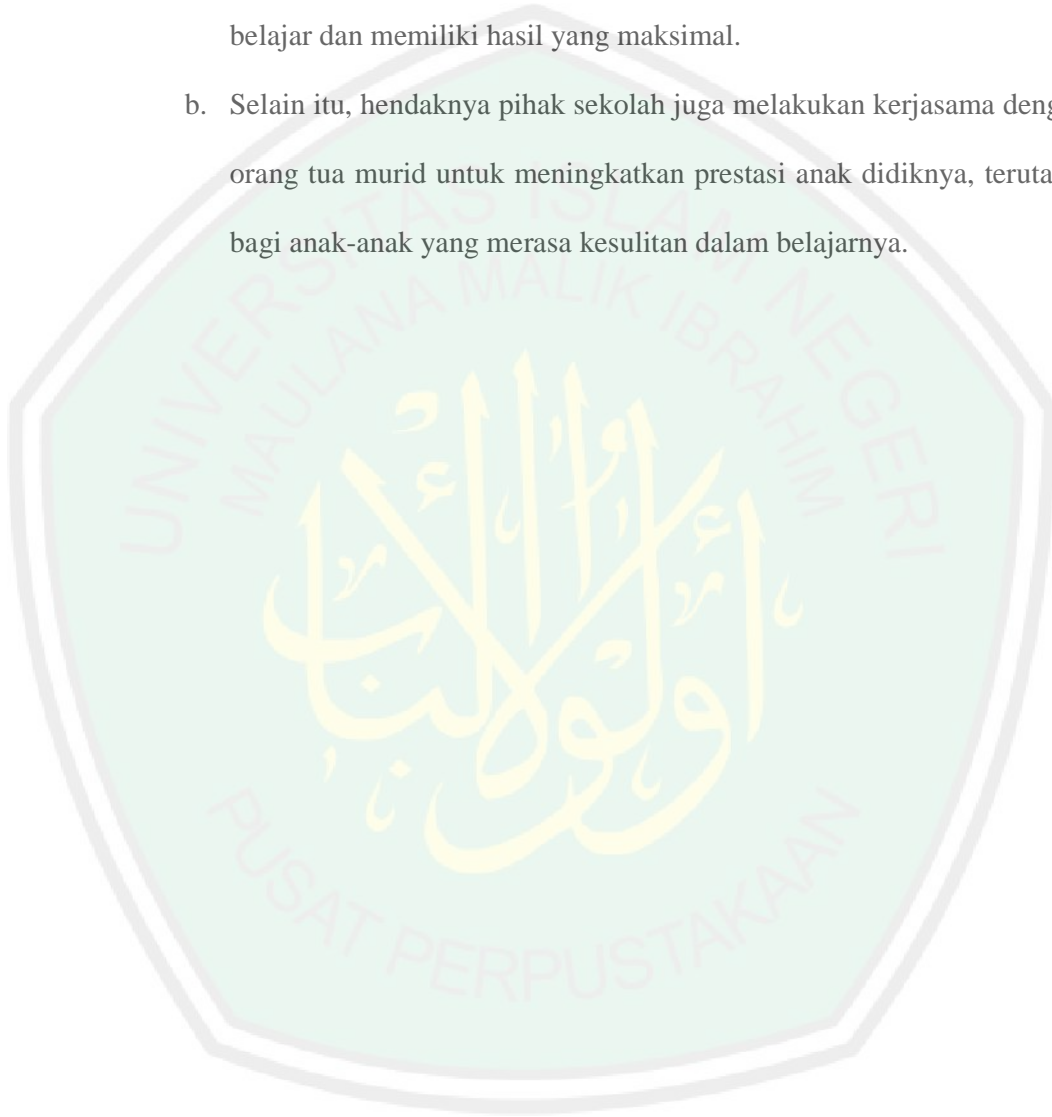 belajar dan memiliki hasil yang maksimal.
b. Selain itu, hendaknya pihak sekolah juga melakukan kerjasama deng
orang tua murid untuk meningkatkan prestasi anak didiknya, teruta
bagi anak-anak yang merasa kesulitan dalam belajarnya.
UNIVERSITAS ISLAM NEGERI
MAULANA MALIK IBRAHIM
أولوا الألباب
PUSAT PERPUSTAKAAN